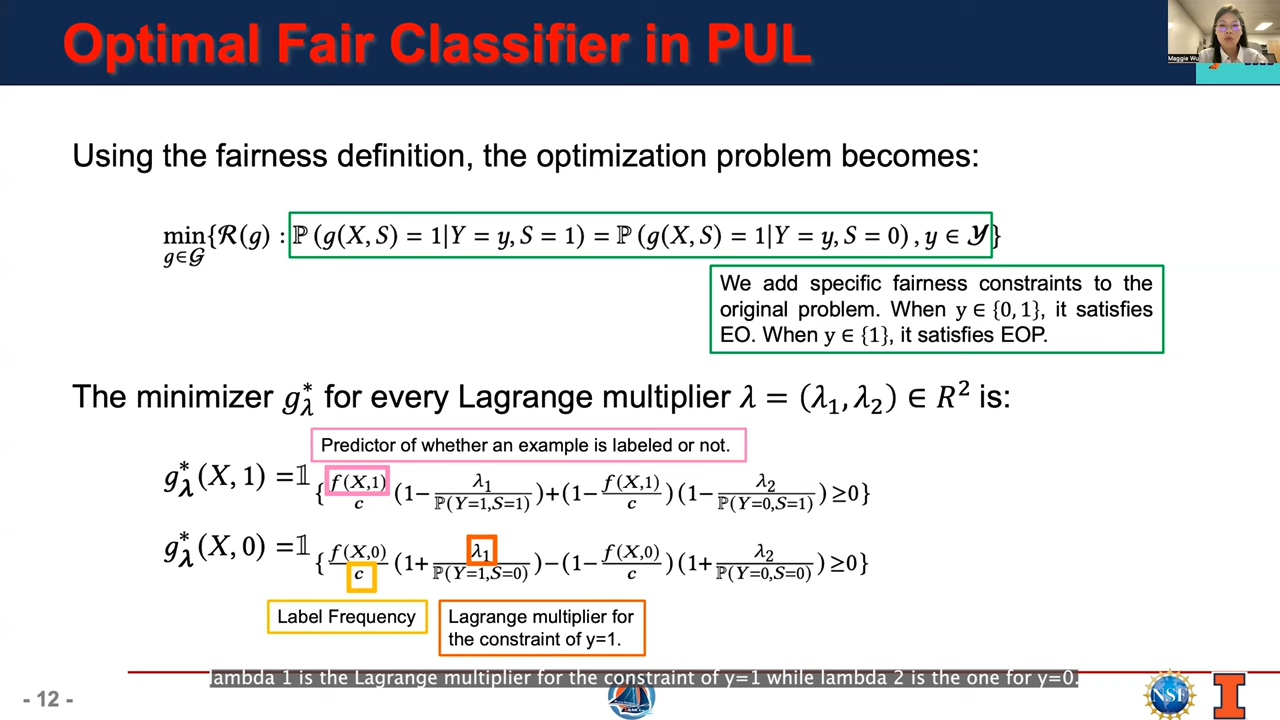 Optimal Fair Classifier in PUL
Maggie Wu
Using the fairness definition, the optimization problem becomes:
min{ℛ(g) : ℙ (g(X, S) = 1|Y = y, S = 1) = ℙ (g(X, S) = 1|Y = y, S = 0) , y ∈ 𝒴}
g∈𝒢
We add specific fairness constraints to the
original problem. When y ∈ {0, 1}, it satisfies
EO. When y ∈ {1}, it satisfies EOP.
The minimizer g*_λ for every Lagrange multiplier λ = (λ₁, λ₂) ∈ R² is:
Predictor of whether an example is labeled or not.
g*_λ(X, 1) =𝟙 {f(X,1)/c (1− λ₁/ℙ(Y=1,S=1))+(1− f(X,1)/c)(1− λ₂/ℙ(Y=0,S=1)) ≥0}
g*_λ(X, 0) =𝟙 {f(X,0)/c (1+ λ₁/ℙ(Y=1,S=0))−(1− f(X,0)/c)(1+ λ₂/ℙ(Y=0,S=0)) ≥0}
Label Frequency
Lagrange multiplier for
the constraint of y=1.
lambda 1 is the Lagrange multiplier for the constraint of y=1 while lambda 2 is the one for y=0.
- 12 -
NSF
I